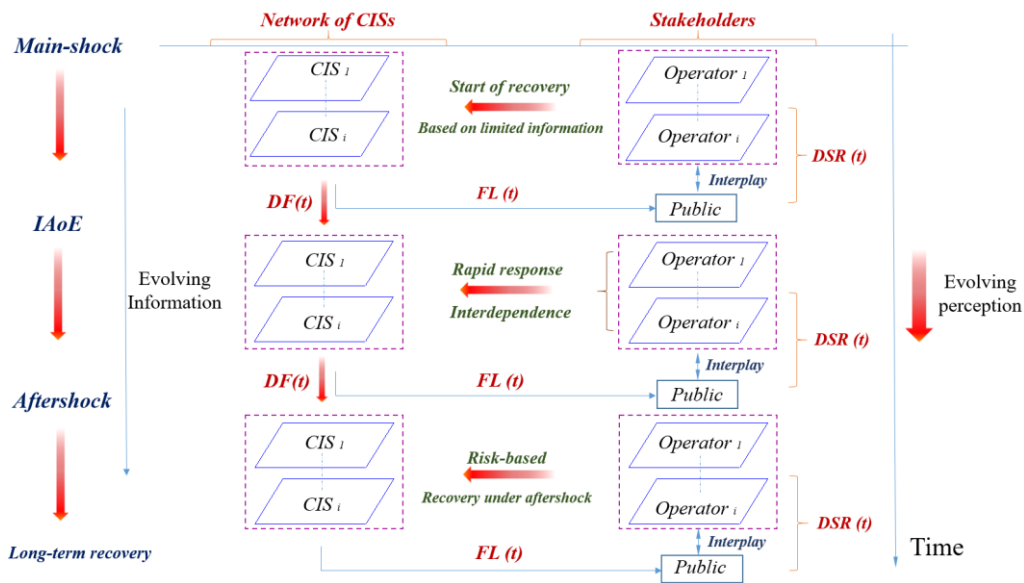 Network of CISs
Stakeholders
Main-shock
CIS 1
CIS i
Start of recovery
Based on limited information
Operator 1
Operator i
DSR (t)
Interplay
Public
DF(t)
FL (t)
IAoE
Evolving
Information
CIS 1
CIS i
Rapid response
Interdependence
Operator 1
Operator i
Evolving
perception
DSR (t)
Interplay
Public
DF(t)
FL (t)
Aftershock
CIS 1
CIS i
Risk-based
Recovery under aftershock
Operator 1
Operator i
DSR (t)
Interplay
Public
FL (t)
Long-term recovery
Time